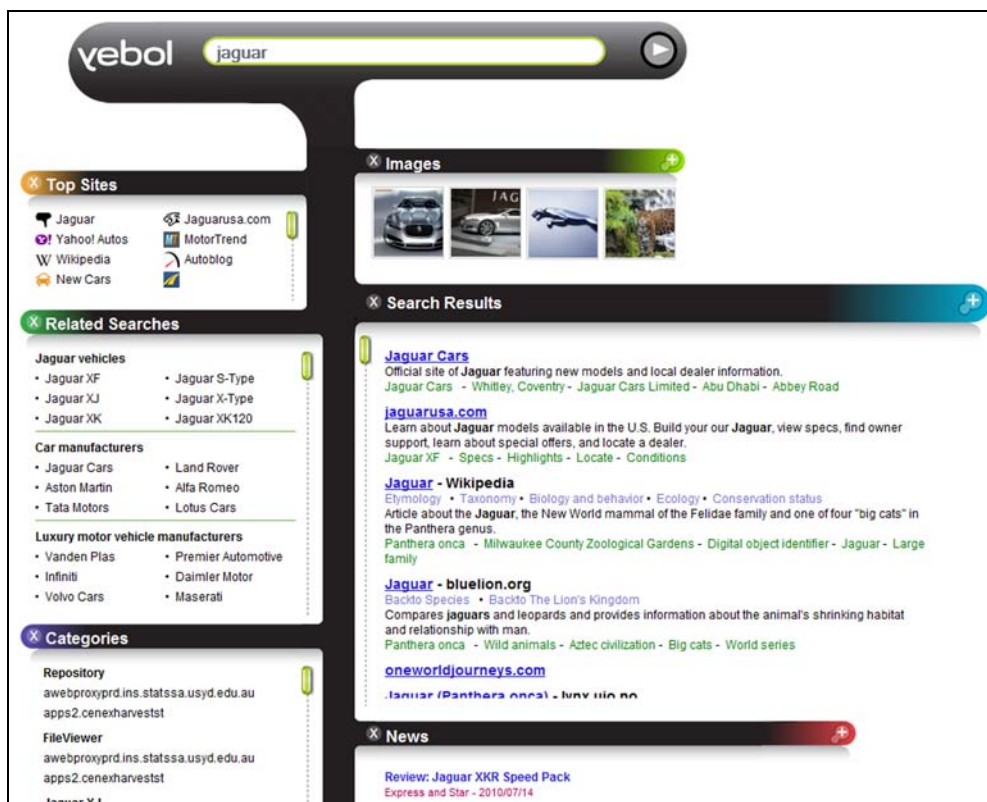 yebol
jaguar
X Top Sites
Jaguar
Jaguarusa.com
Y! Yahoo! Autos
MT MotorTrend
W Wikipedia
Autoblog
New Cars
X Related Searches
Jaguar vehicles
• Jaguar XF
• Jaguar S-Type
• Jaguar XJ
• Jaguar X-Type
• Jaguar XK
• Jaguar XK120
Car manufacturers
• Jaguar Cars
• Land Rover
• Aston Martin
• Alfa Romeo
• Tata Motors
• Lotus Cars
Luxury motor vehicle manufacturers
• Vanden Plas
• Premier Automotive
• Infiniti
• Daimler Motor
• Volvo Cars
• Maserati
X Categories
Repository
awebproxyprd.ins.statssa.usyd.edu.au
apps2.cenexharvestst
FileViewer
awebproxyprd.ins.statssa.usyd.edu.au
apps2.cenexharvestst
Jaguar XJ
X Images
JAG
X Search Results
Jaguar Cars
Official site of Jaguar featuring new models and local dealer information.
Jaguar Cars - Whitley, Coventry - Jaguar Cars Limited - Abu Dhabi - Abbey Road
jaguarusa.com
Learn about Jaguar models available in the U.S. Build your our Jaguar, view specs, find owner
support, learn about special offers, and locate a dealer.
Jaguar XF - Specs - Highlights - Locate - Conditions
Jaguar - Wikipedia
Etymology • Taxonomy • Biology and behavior • Ecology • Conservation status
Article about the Jaguar, the New World mammal of the Felidae family and one of four "big cats" in
the Panthera genus.
Panthera onca - Milwaukee County Zoological Gardens - Digital object identifier - Jaguar - Large
family
Jaguar - bluelion.org
Backto Species • Backto The Lion's Kingdom
Compares jaguars and leopards and provides information about the animal's shrinking habitat
and relationship with man.
Panthera onca - Wild animals - Aztec civilization - Big cats - World series
oneworldjourneys.com
Jaguar (Panthera onca) - lynx.uio.no
X News
Review: Jaguar XKR Speed Pack
Express and Star - 2010/07/14